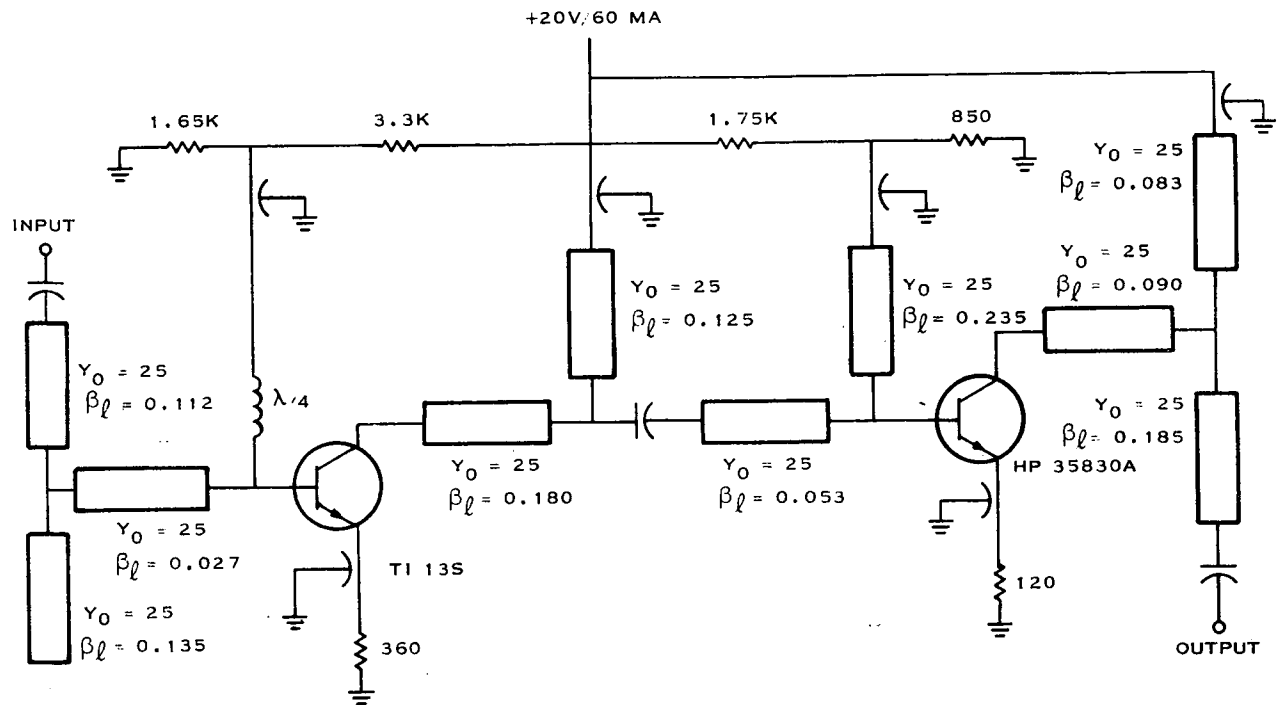 +20V/60 MA
1.65K
3.3K
1.75K
850
Y0 = 25
βℓ = 0.083
INPUT
Y0 = 25
βℓ = 0.090
Y0 = 25
βℓ = 0.125
Y0 = 25
βℓ = 0.235
Y0 = 25
βℓ = 0.112
λ/4
Y0 = 25
βℓ = 0.185
HP 35830A
Y0 = 25
βℓ = 0.180
Y0 = 25
βℓ = 0.053
Y0 = 25
βℓ = 0.027
TI 13S
120
Y0 = 25
βℓ = 0.135
360
OUTPUT